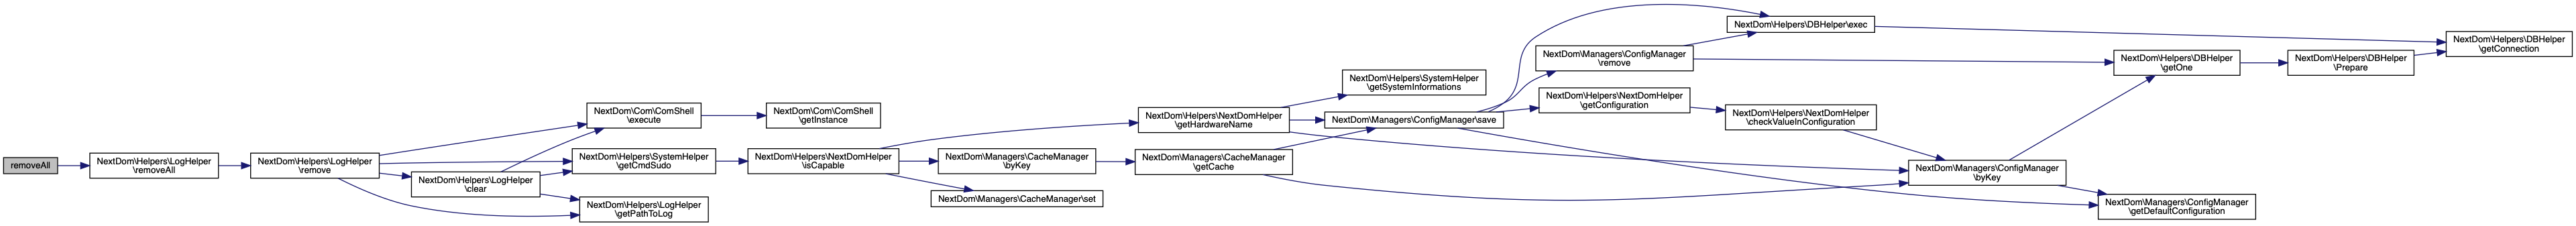 removeAll
NextDom\Helpers\LogHelper
\removeAll
NextDom\Helpers\LogHelper
\remove
NextDom\Com\ComShell
\execute
NextDom\Com\ComShell
\getInstance
NextDom\Helpers\SystemHelper
\getCmdSudo
NextDom\Helpers\LogHelper
\clear
NextDom\Helpers\LogHelper
\getPathToLog
NextDom\Helpers\NextDomHelper
\isCapable
NextDom\Managers\CacheManager
\byKey
NextDom\Managers\CacheManager\set
NextDom\Helpers\NextDomHelper
\getHardwareName
NextDom\Managers\CacheManager
\getCache
NextDom\Helpers\SystemHelper
\getSystemInformations
NextDom\Managers\ConfigManager\save
NextDom\Managers\ConfigManager
\remove
NextDom\Helpers\NextDomHelper
\getConfiguration
NextDom\Helpers\DBHelper\exec
NextDom\Helpers\NextDomHelper
\checkValueInConfiguration
NextDom\Managers\ConfigManager
\byKey
NextDom\Helpers\DBHelper
\getOne
NextDom\Managers\ConfigManager
\getDefaultConfiguration
NextDom\Helpers\DBHelper
\Prepare
NextDom\Helpers\DBHelper
\getConnection